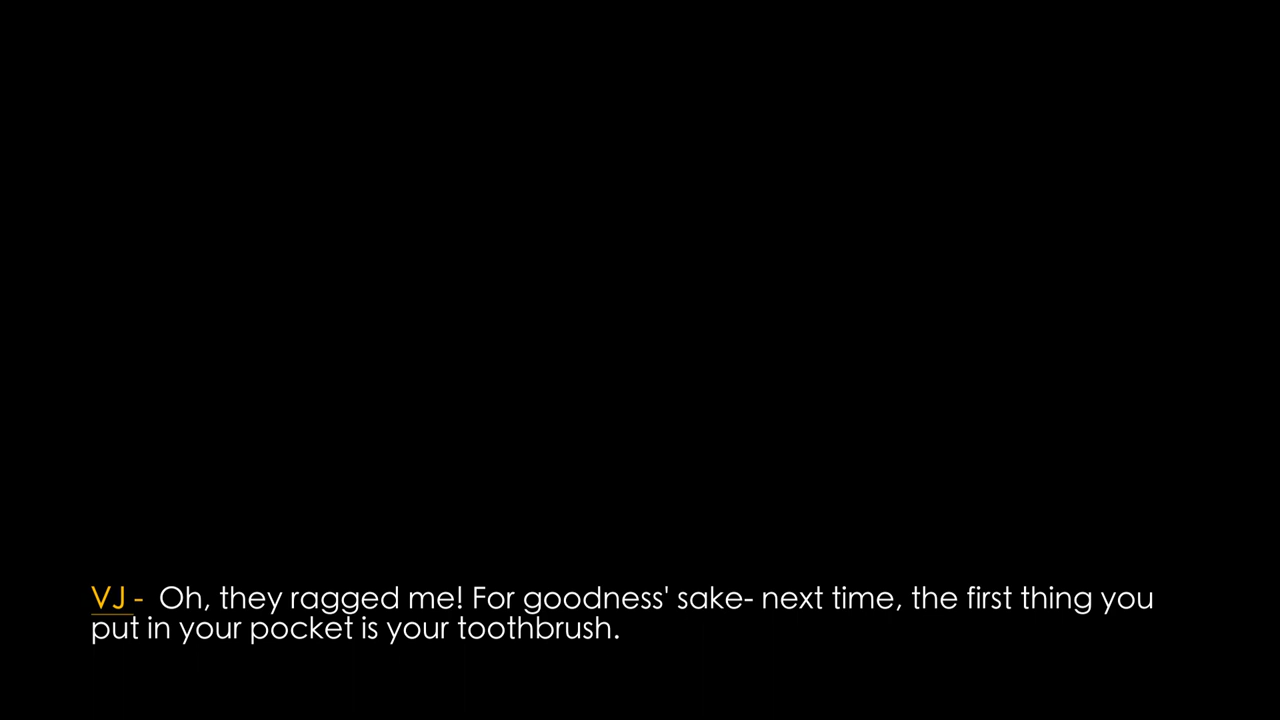 VJ - Oh, they ragged me! For goodness' sake- next time, the first thing you
put in your pocket is your toothbrush.